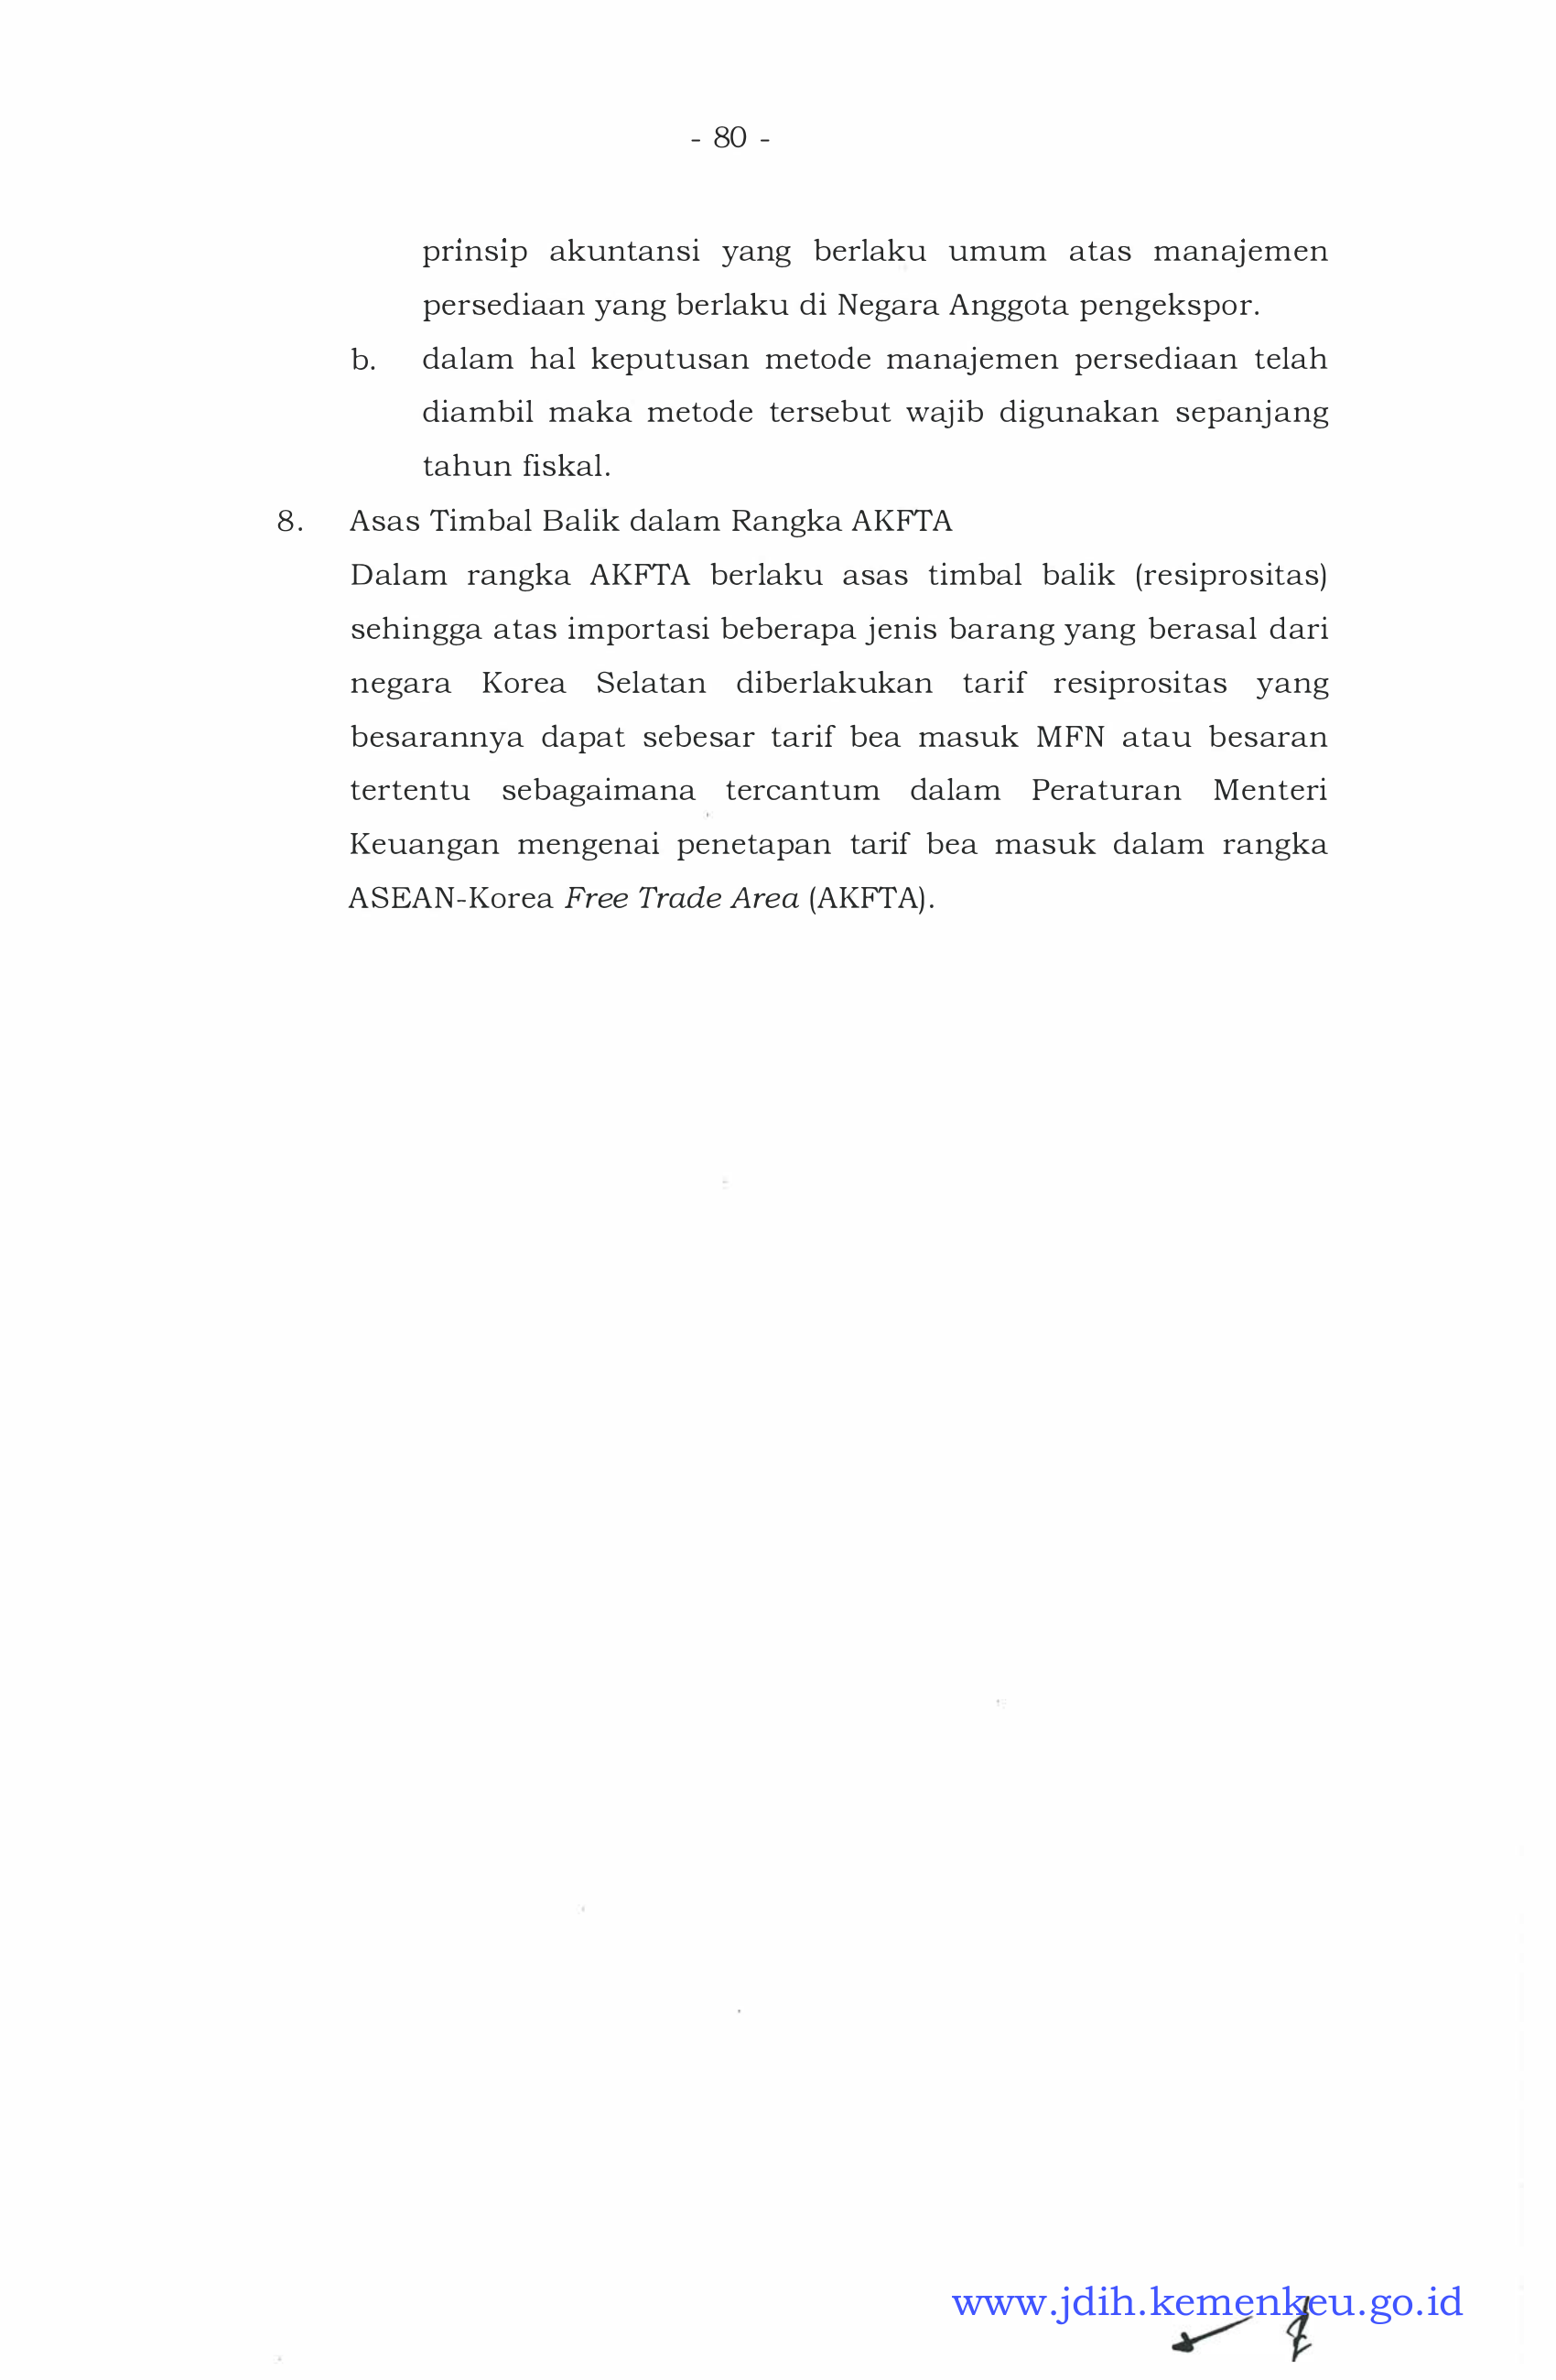 - 80 -
prinsip akuntansi yang berlaku umum atas manajemen
persediaan yang berlaku di Negara Anggota pengekspor.
b. dalam hal keputusan metode manajemen persediaan telah
diambil maka metode tersebut wajib digunakan sepanjang
tahun fiskal.
8. Asas Timbal Balik dalam Rangka AKFTA
Dalam rangka AKFTA berlaku asas timbal balik (resiprositas)
sehingga atas importasi beberapa jenis barang yang berasal dari
negara Korea Selatan diberlakukan tarif resiprositas yang
besarannya dapat sebesar tarif bea masuk MFN atau besaran
tertentu sebagaimana tercantum dalam Peraturan Menteri
Keuangan mengenai penetapan tarif bea masuk dalam rangka
ASEAN-Korea Free Trade Area (AKFTA).
www.jdih.kemenkeu.go.id